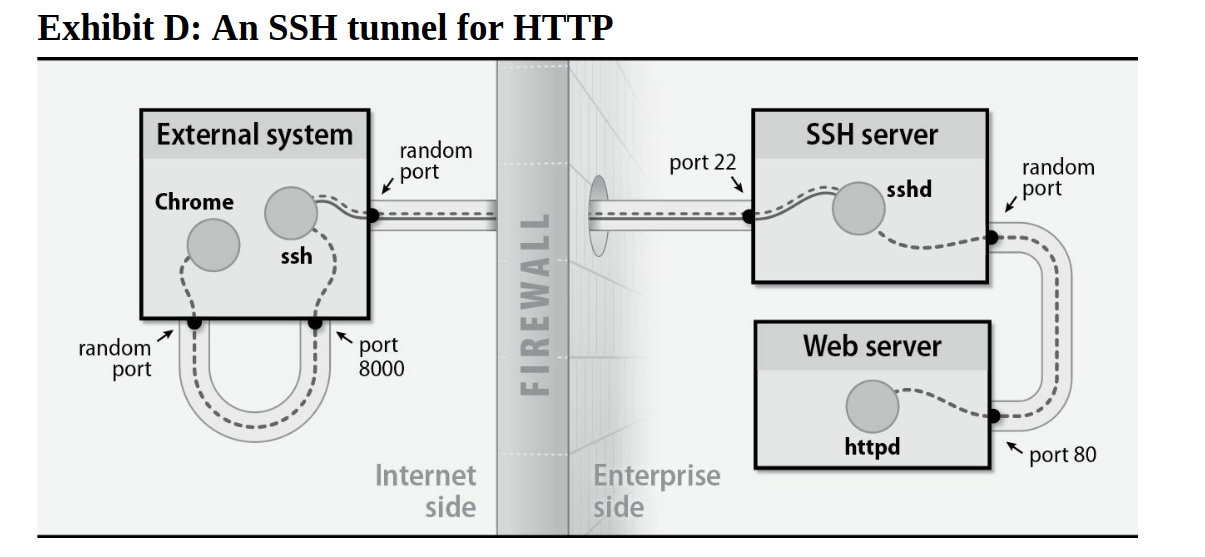 Exhibit D: An SSH tunnel for HTTP
External system
Chrome
ssh
random
port
random
port
port
8000
FIREWALL
Internet
side
Enterprise
side
port 22
SSH server
sshd
random
port
Web server
httpd
port 80